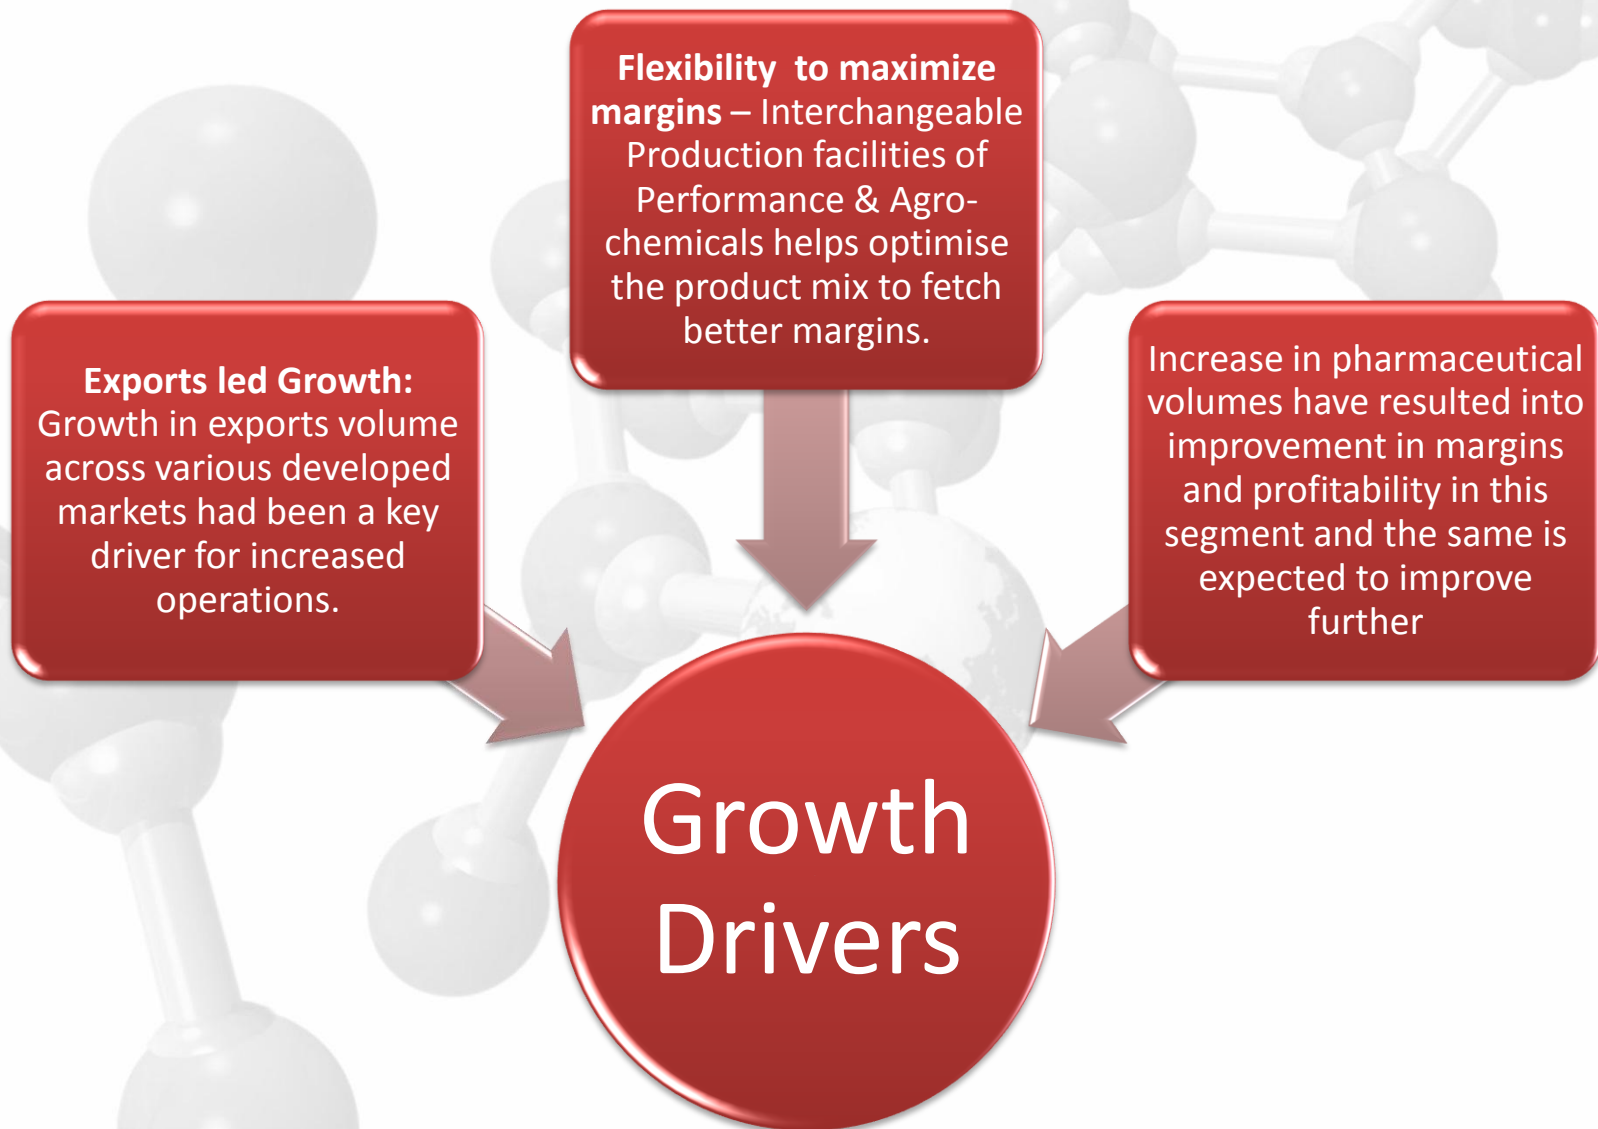 Flexibility  to maximize
margins – Interchangeable
Production facilities of
Performance & Agro-
chemicals helps optimise
the product mix to fetch
better margins.
Exports led Growth:
Growth in exports volume
across various developed
markets had been a key
driver for increased
operations.
Increase in pharmaceutical
volumes have resulted into
improvement in margins
and profitability in this
segment and the same is
expected to improve
further
Growth
Drivers